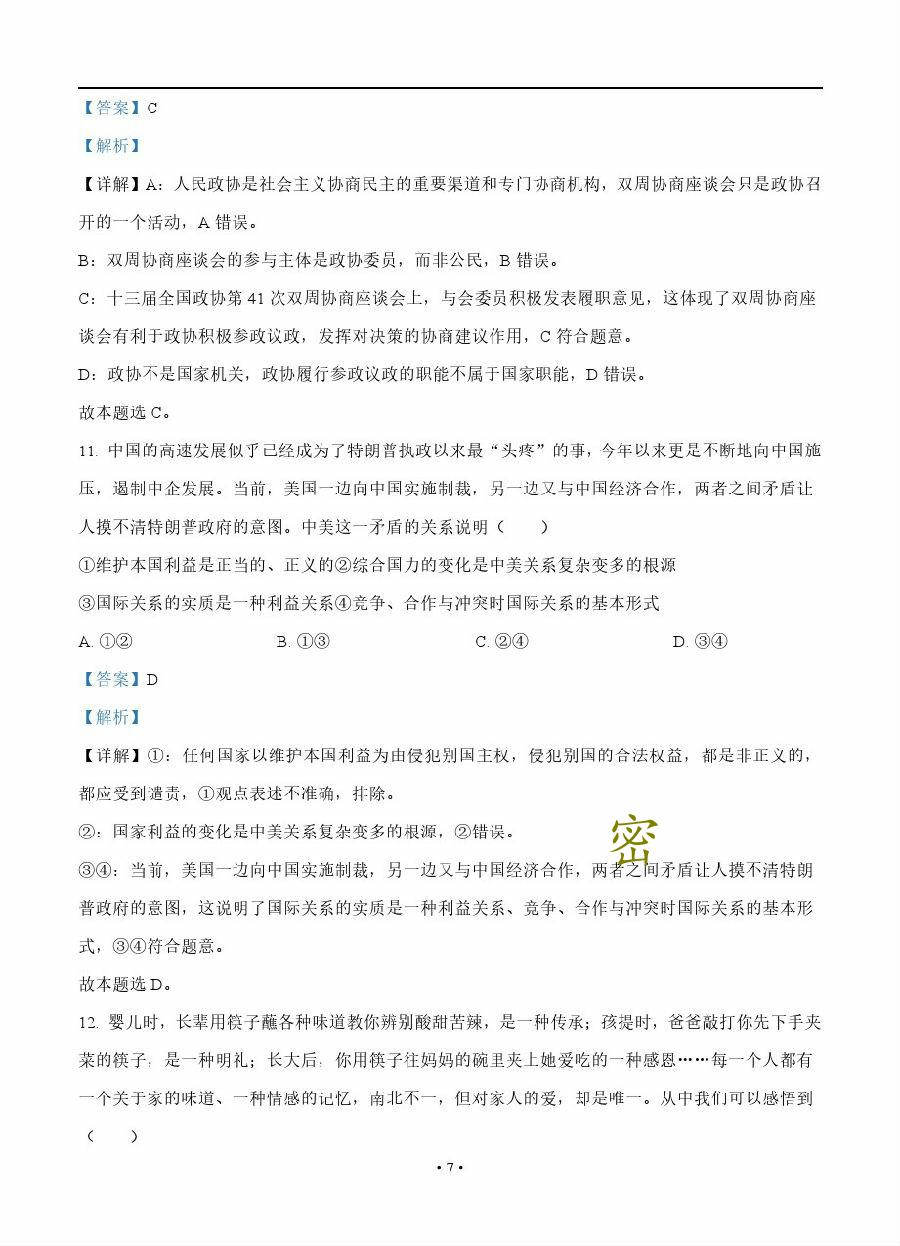 【答案】C
【解析】
【详解】A：人民政协是社会主义协商民主的重要渠道和专门协商机构，双周协商座谈会只是政协召
开的一个活动，A 错误。
B：双周协商座谈会的参与主体是政协委员，而非公民，B 错误。
C：十三届全国政协第 41 次双周协商座谈会上，与会委员积极发表履职意见，这体现了双周协商座
谈会有利于政协积极参政议政，发挥对决策的协商建议作用，C 符合题意。
D：政协不是国家机关，政协履行参政议政的职能不属于国家职能，D 错误。
故本题选 C。
11. 中国的高速发展似乎已经成为了特朗普执政以来最“头疼”的事，今年以来更是不断地向中国施
压，遏制中企发展。当前，美国一边向中国实施制裁，另一边又与中国经济合作，两者之间矛盾让
人摸不清特朗普政府的意图。中美这一矛盾的关系说明（　　）
①维护本国利益是正当的、正义的②综合国力的变化是中美关系复杂变多的根源
③国际关系的实质是一种利益关系④竞争、合作与冲突时国际关系的基本形式
A. ①② B. ①③ C. ②④ D. ③④
【答案】D
【解析】
【详解】①：任何国家以维护本国利益为由侵犯别国主权，侵犯别国的合法权益，都是非正义的，
都应受到谴责，①观点表述不准确，排除。
②：国家利益的变化是中美关系复杂变多的根源，②错误。
密
③④：当前，美国一边向中国实施制裁，另一边又与中国经济合作，两者之间矛盾让人摸不清特朗
普政府的意图，这说明了国际关系的实质是一种利益关系、竞争、合作与冲突时国际关系的基本形
式，③④符合题意。
故本题选 D。
12. 婴儿时，长辈用筷子蘸各种味道教你辨别酸甜苦辣，是一种传承；孩提时，爸爸敲打你先下手夹
菜的筷子，是一种明礼；长大后，你用筷子往妈妈的碗里夹上她爱吃的一种感恩……每一个人都有
一个关于家的味道、一种情感的记忆，南北不一，但对家人的爱，却是唯一。从中我们可以感悟到
（　　）
• 7 •